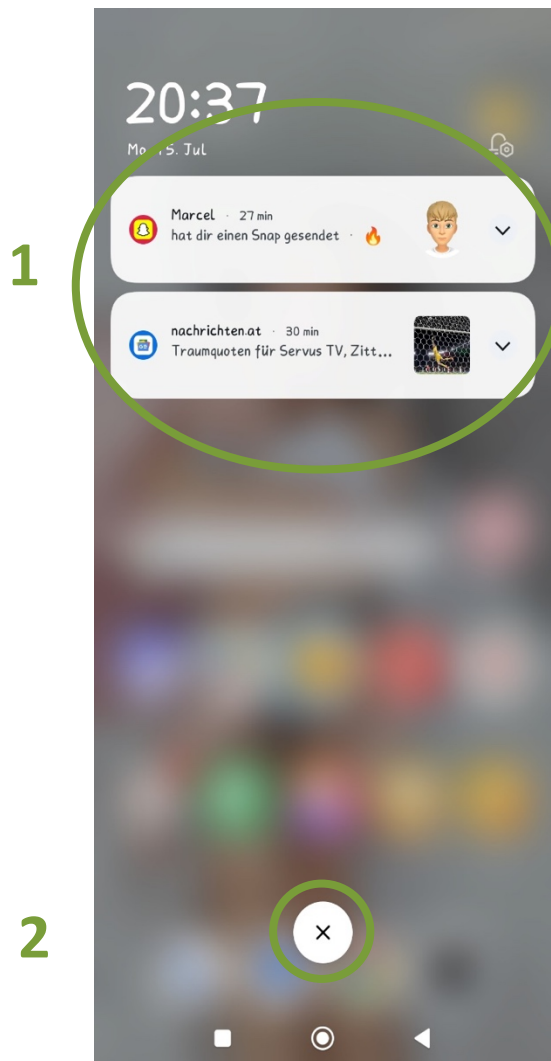 20:37
Mo., 15. Jul
1
Marcel · 27 min
hat dir einen Snap gesendet · 🔥
nachrichten.at · 30 min
Traumquoten für Servus TV, Zitt...
2